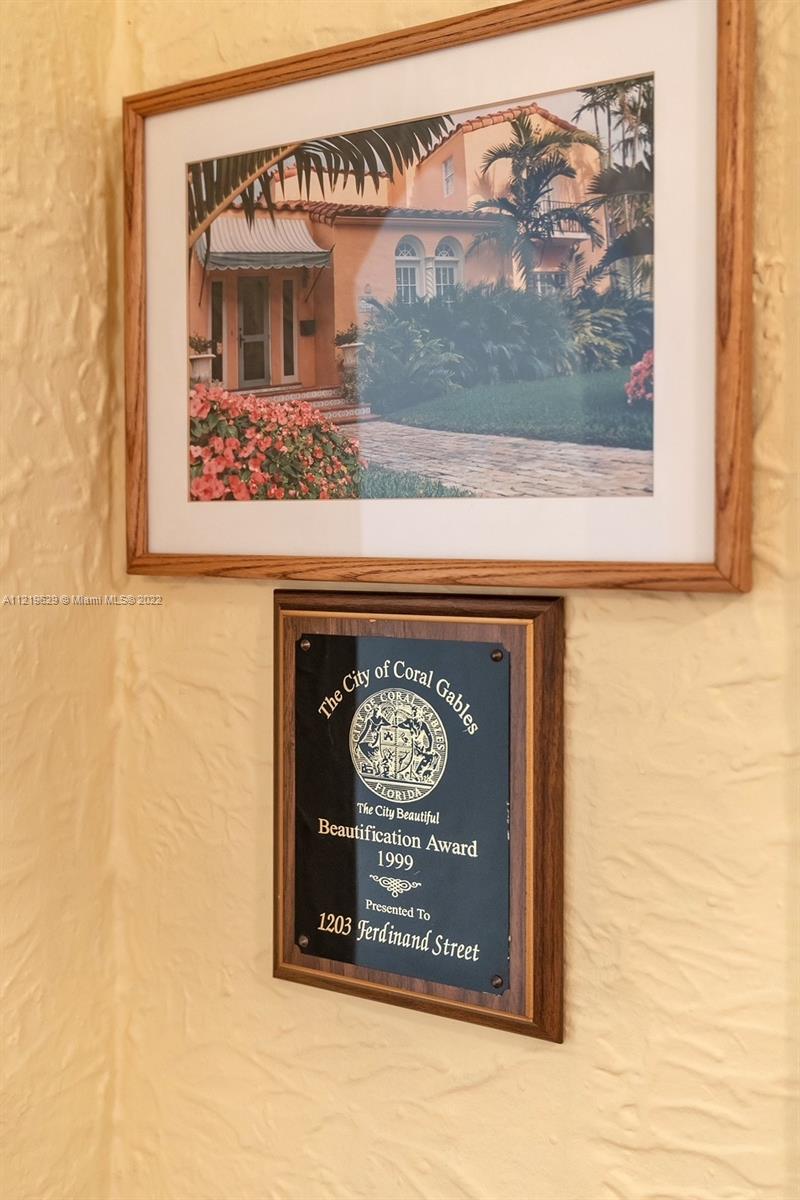 A11219629 © Miami MLS® 2022
The City of Coral Gables
CITY OF CORAL GABLES
FLORIDA
The City Beautiful
Beautification Award
1999
Presented To
1203 Ferdinand Street